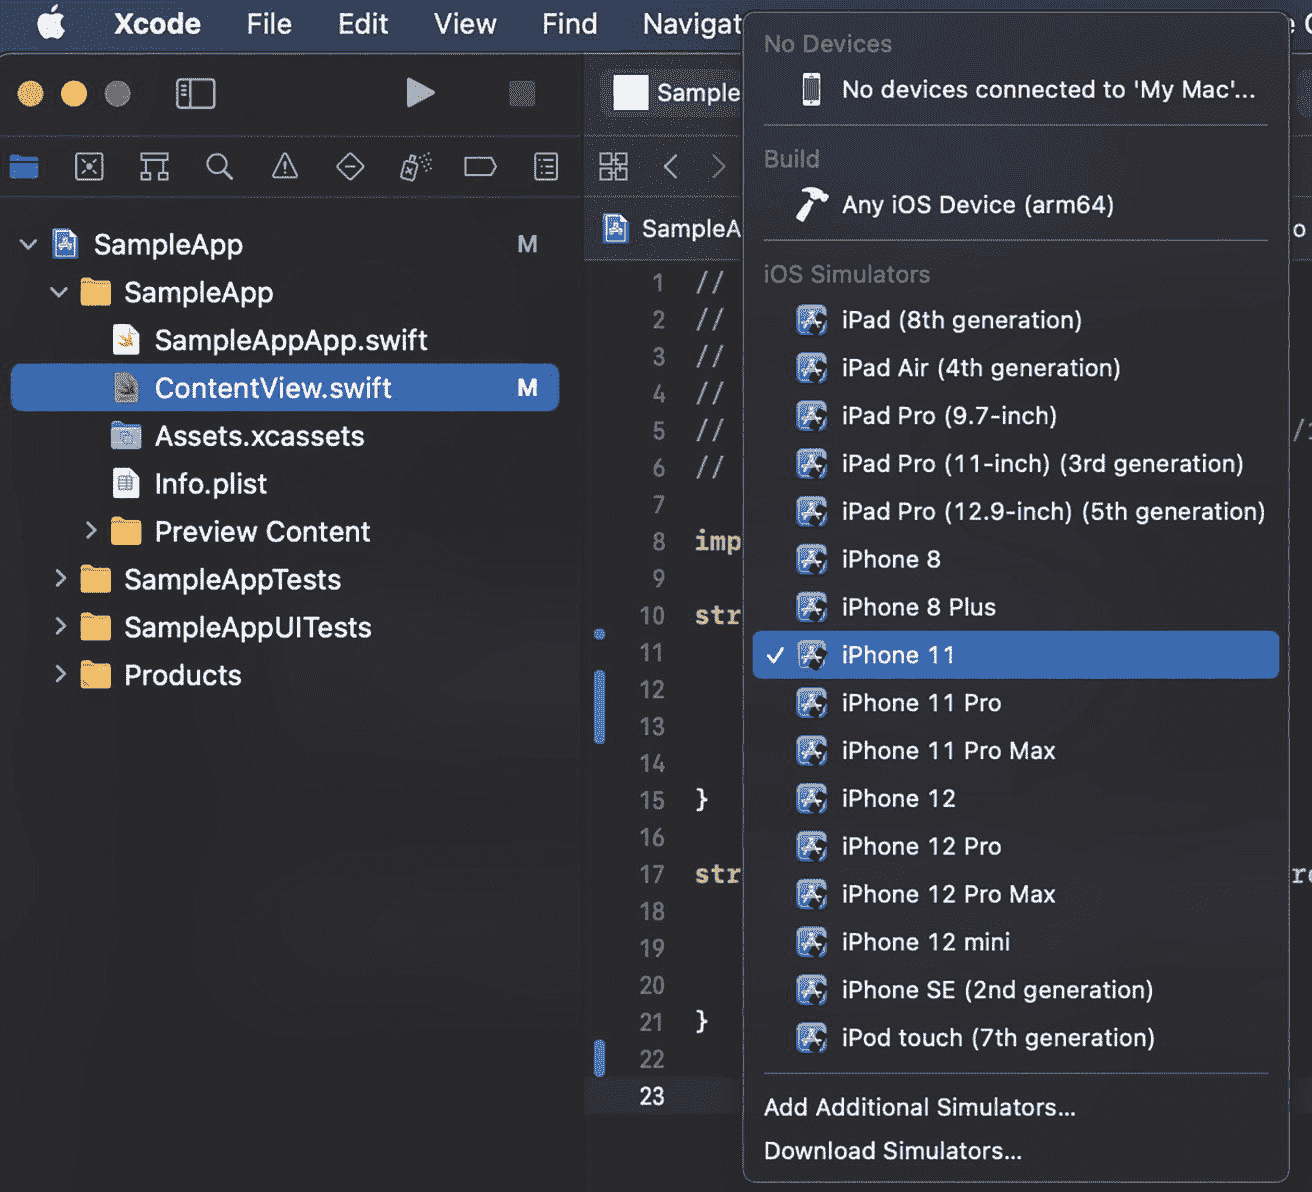 Xcode File Edit View Find Navigat
No Devices
No devices connected to 'My Mac'...
Sample
Build
Any iOS Device (arm64)
SampleA
SampleApp M
SampleApp
SampleAppApp.swift
ContentView.swift M
Assets.xcassets
Info.plist
Preview Content
SampleAppTests
SampleAppUITests
Products
1 //
2 //
3 //
4 //
5 //
6 //
7
8 imp
9
10 str
11
12
13
14
15 }
16
17 str
18
19
20
21 }
22
23
iOS Simulators
iPad (8th generation)
iPad Air (4th generation)
iPad Pro (9.7-inch)
iPad Pro (11-inch) (3rd generation)
iPad Pro (12.9-inch) (5th generation)
iPhone 8
iPhone 8 Plus
✓ iPhone 11
iPhone 11 Pro
iPhone 11 Pro Max
iPhone 12
iPhone 12 Pro
iPhone 12 Pro Max
iPhone 12 mini
iPhone SE (2nd generation)
iPod touch (7th generation)
Add Additional Simulators...
Download Simulators...